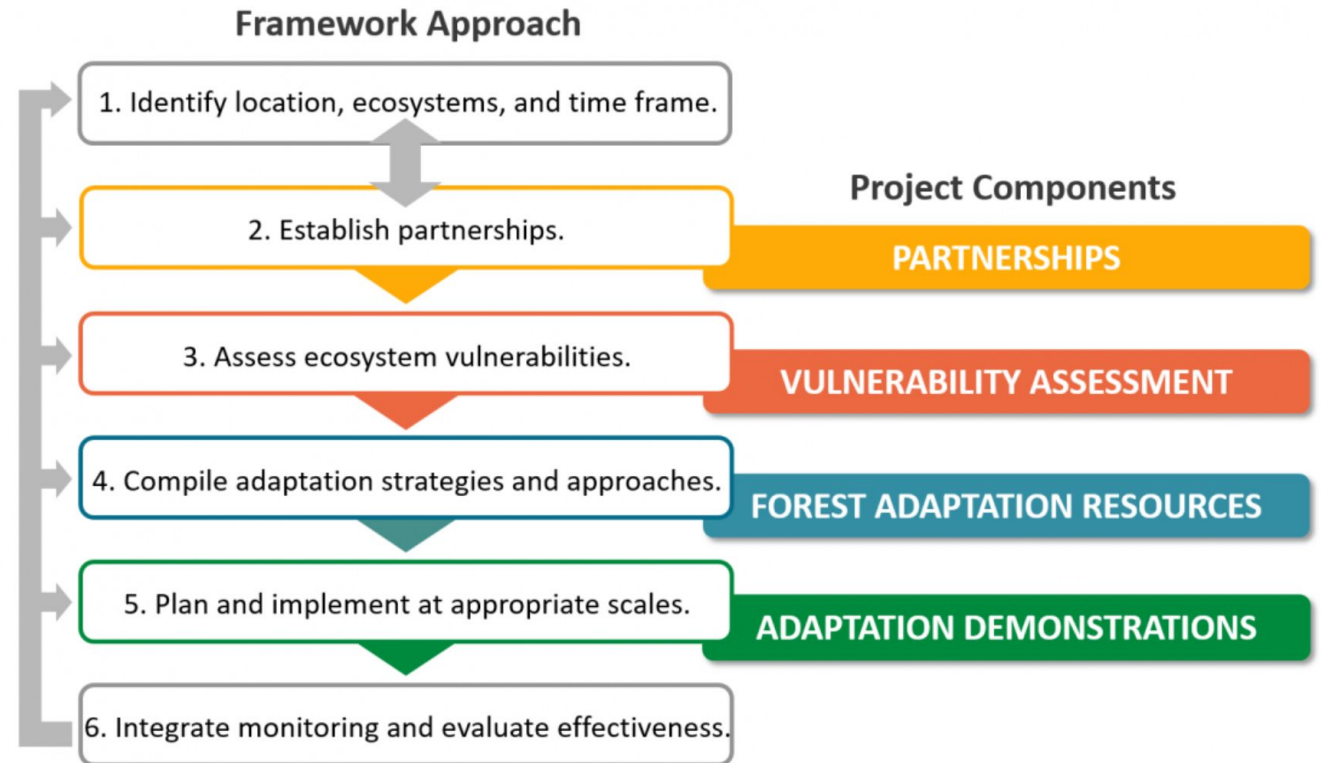 Framework Approach
1. Identify location, ecosystems, and time frame.
2. Establish partnerships.
3. Assess ecosystem vulnerabilities.
4. Compile adaptation strategies and approaches.
5. Plan and implement at appropriate scales.
6. Integrate monitoring and evaluate effectiveness.
Project Components
PARTNERSHIPS
VULNERABILITY ASSESSMENT
FOREST ADAPTATION RESOURCES
ADAPTATION DEMONSTRATIONS